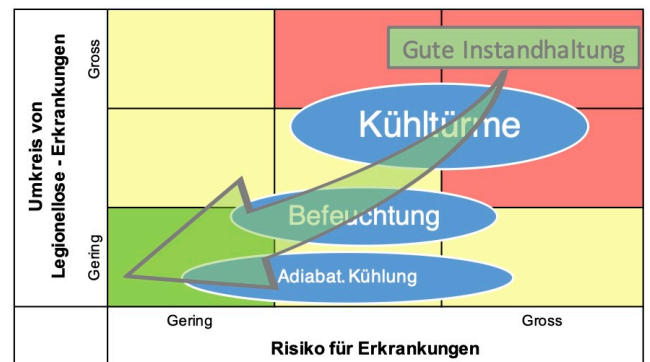 Umkreis von
Legionellose - Erkrankungen
Gross
Gering
Gute Instandhaltung
Kühltürme
Befeuchtung
Adiabat. Kühlung
Gering
Gross
Risiko für Erkrankungen